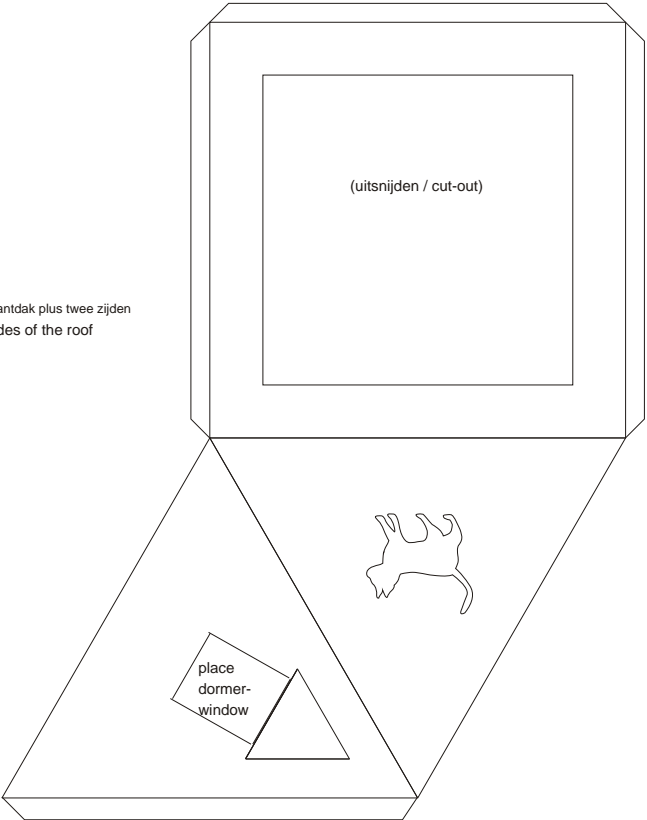 (uitsnijden / cut-out)
antdak plus twee zijden
des of the roof
place
dormer-
window